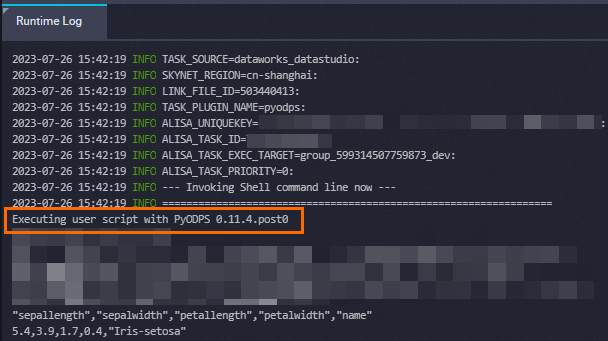 Runtime Log
2023-07-26 15:42:19 INFO TASK_SOURCE=dataworks_datastudio:
2023-07-26 15:42:19 INFO SKYNET_REGION=cn-shanghai:
2023-07-26 15:42:19 INFO LINK_FILE_ID=503440413:
2023-07-26 15:42:19 INFO TASK_PLUGIN_NAME=pyodps:
2023-07-26 15:42:19 INFO ALISA_UNIQUEKEY= :
2023-07-26 15:42:19 INFO ALISA_TASK_ID=
2023-07-26 15:42:19 INFO ALISA_TASK_EXEC_TARGET=group_599314507759873_dev:
2023-07-26 15:42:19 INFO ALISA_TASK_PRIORITY=0:
2023-07-26 15:42:19 INFO --- Invoking Shell command line now ---
2023-07-26 15:42:19 INFO =================================================================
Executing user script with PyODPS 0.11.4.post0
"sepallength","sepalwidth","petallength","petalwidth","name"
5.4,3.9,1.7,0.4,"Iris-setosa"